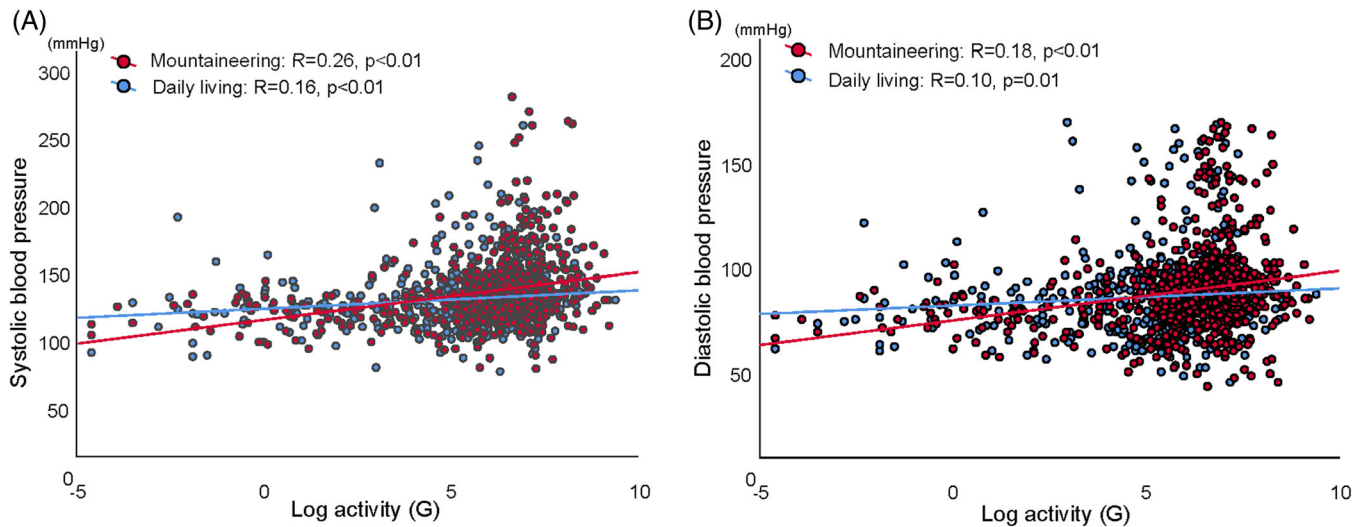 (A)
(mmHg)
Mountaineering: R=0.26, p<0.01
Daily living: R=0.16, p<0.01
300
250
200
150
100
50
0
Systolic blood pressure
-5
0
5
10
Log activity (G)
(B)
(mmHg)
Mountaineering: R=0.18, p<0.01
Daily living: R=0.10, p=0.01
200
150
100
50
0
Diastolic blood pressure
-5
0
5
10
Log activity (G)